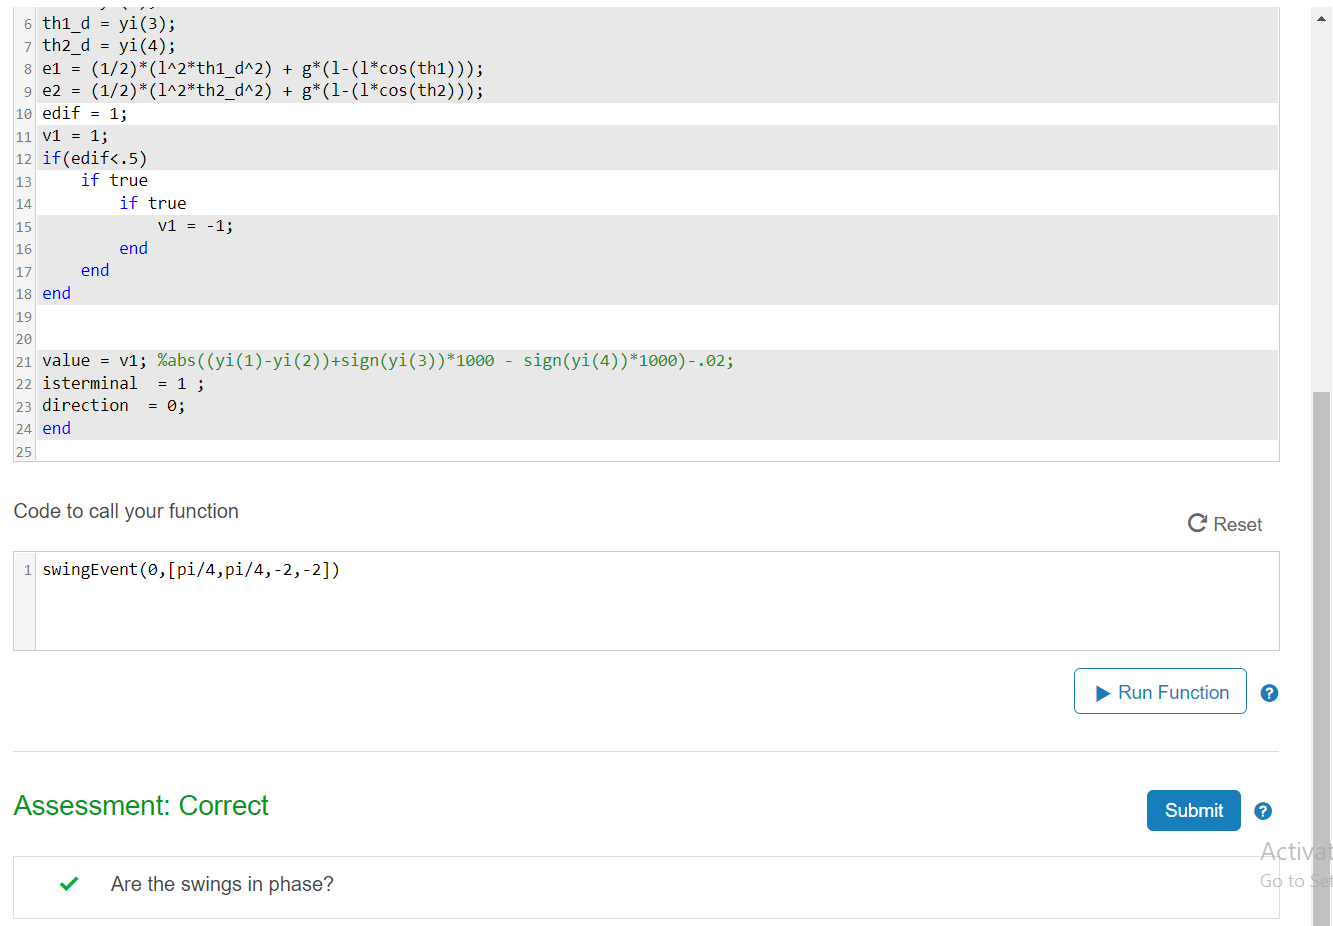 6 th1_d = yi(3);
7 th2_d = yi(4);
8 e1 = (1/2)*(l^2*th1_d^2) + g*(l-(l*cos(th1)));
9 e2 = (1/2)*(l^2*th2_d^2) + g*(l-(l*cos(th2)));
10 edif = 1;
11 v1 = 1;
12 if(edif<.5)
13     if true
14         if true
15             v1 = -1;
16         end
17     end
18 end
19
20
21 value = v1; %abs((yi(1)-yi(2))+sign(yi(3))*1000 - sign(yi(4))*1000)-.02;
22 isterminal  = 1 ;
23 direction  = 0;
24 end
25
Code to call your function
Reset
1 swingEvent(0,[pi/4,pi/4,-2,-2])
Run Function ?
Assessment: Correct
Submit ?
Activat
Are the swings in phase?
Go to Set